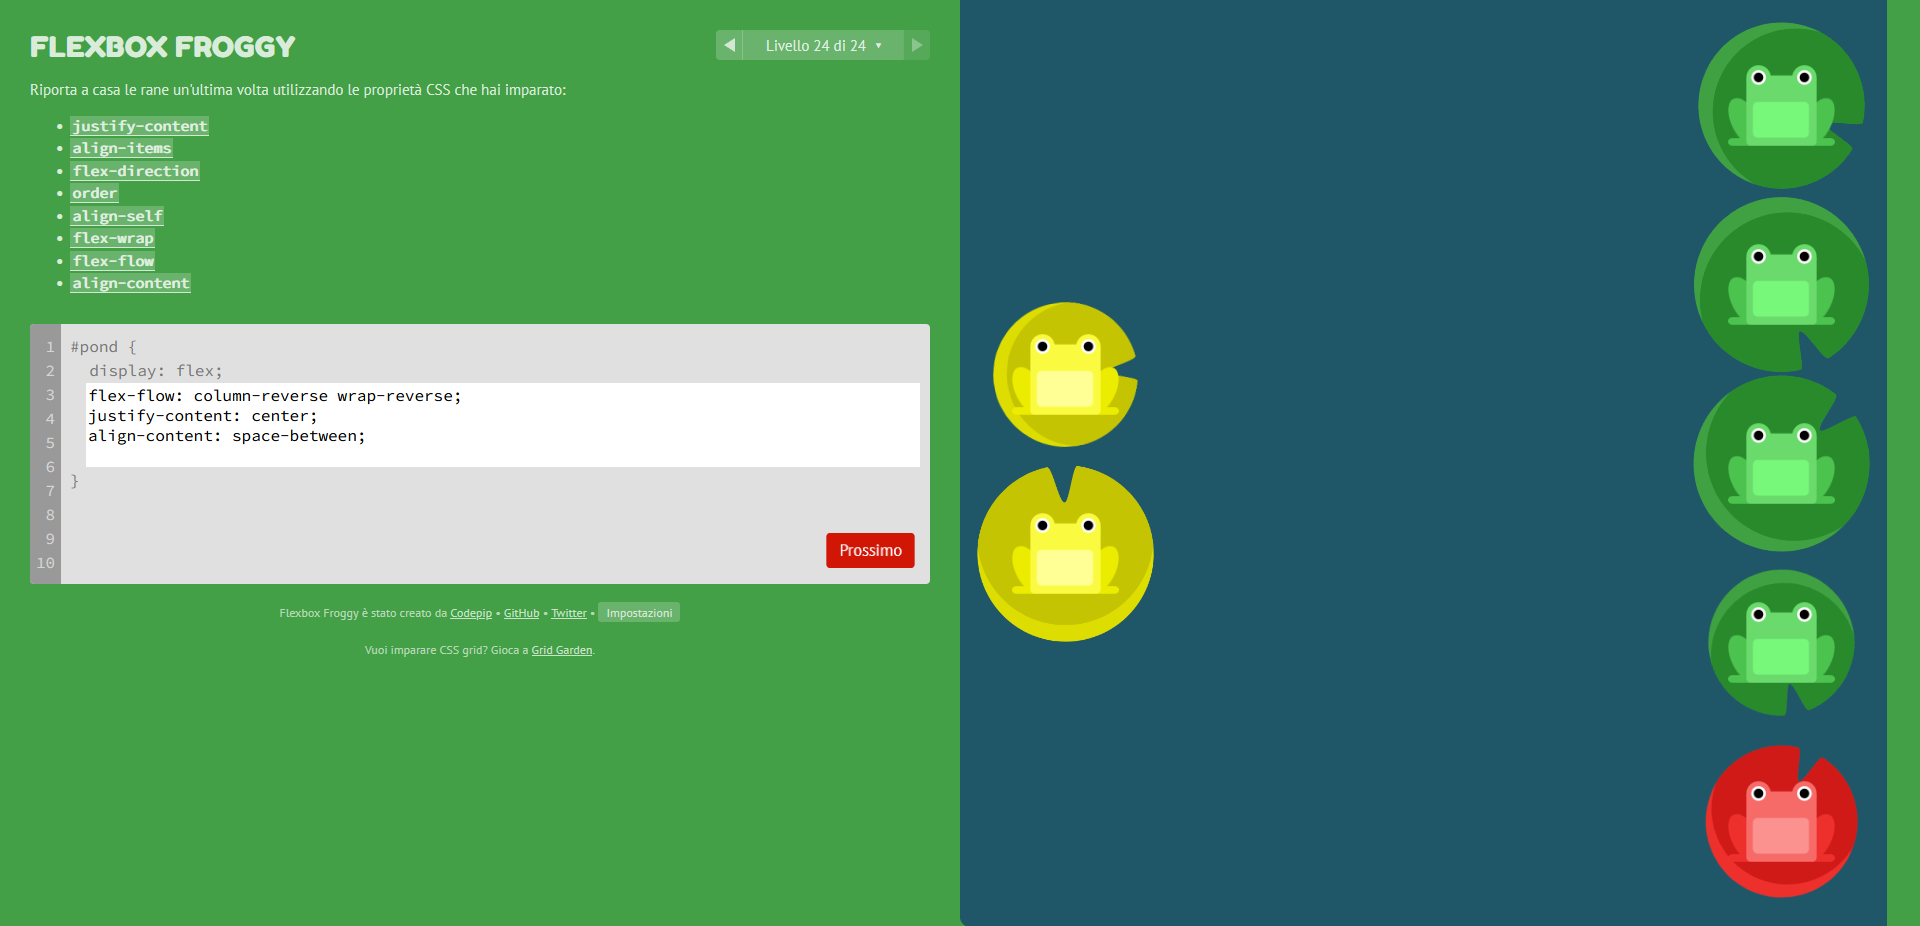 FLEXBOX FROGGY
Livello 24 di 24
Riporta a casa le rane un'ultima volta utilizzando le proprietà CSS che hai imparato:
justify-content
align-items
flex-direction
order
align-self
flex-wrap
flex-flow
align-content
1 #pond {
2 display: flex;
3 flex-flow: column-reverse wrap-reverse;
4 justify-content: center;
5 align-content: space-between;
6
7 }
8
9
10
Prossimo
Flexbox Froggy è stato creato da Codepip • GitHub • Twitter • Impostazioni
Vuoi imparare CSS grid? Gioca a Grid Garden.